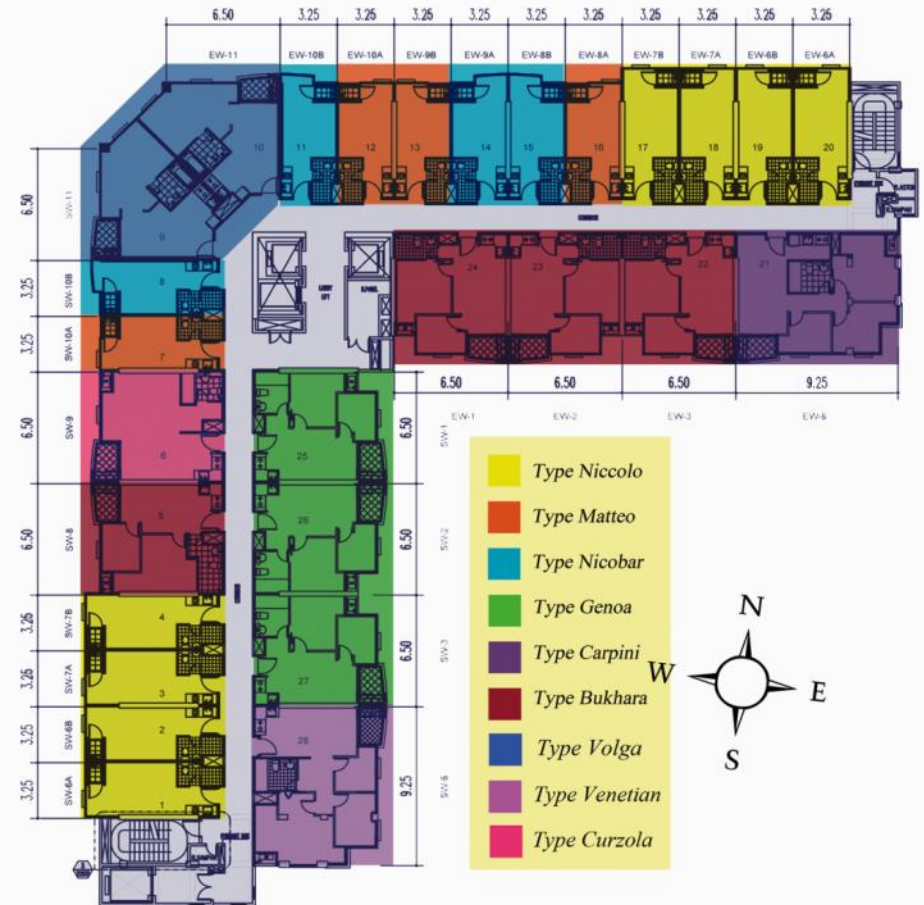 6.50 3.25 3.25 3.25 3.25 3.25 3.25 3.25 3.25 3.25 3.25
EW-11 EW-10B EW-10A EW-9B EW-9A EW-8B EW-8A EW-7B EW-7A EW-6B EW-6A
10 11 12 13 14 15 16 17 18 19 20
9
8
7
6
5
4
3
2
1
24 23 22 21
25
26
27
28
LOBBY
LIFT
CORRIDOR
6.50 SW-11
3.25 SW-10B
3.25 SW-10A
6.50 SW-9
6.50 SW-8
3.25 SW-7B
3.25 SW-7A
3.25 SW-6B
3.25 SW-6A
6.50 6.50 6.50 9.25
EW-1 EW-2 EW-3 EW-5
6.50 SW-1
6.50 SW-2
6.50 SW-3
9.25 SW-5
Type Niccolo
Type Matteo
Type Nicobar
Type Genoa
Type Carpini
Type Bukhara
Type Volga
Type Venetian
Type Curzola
N
W E
S